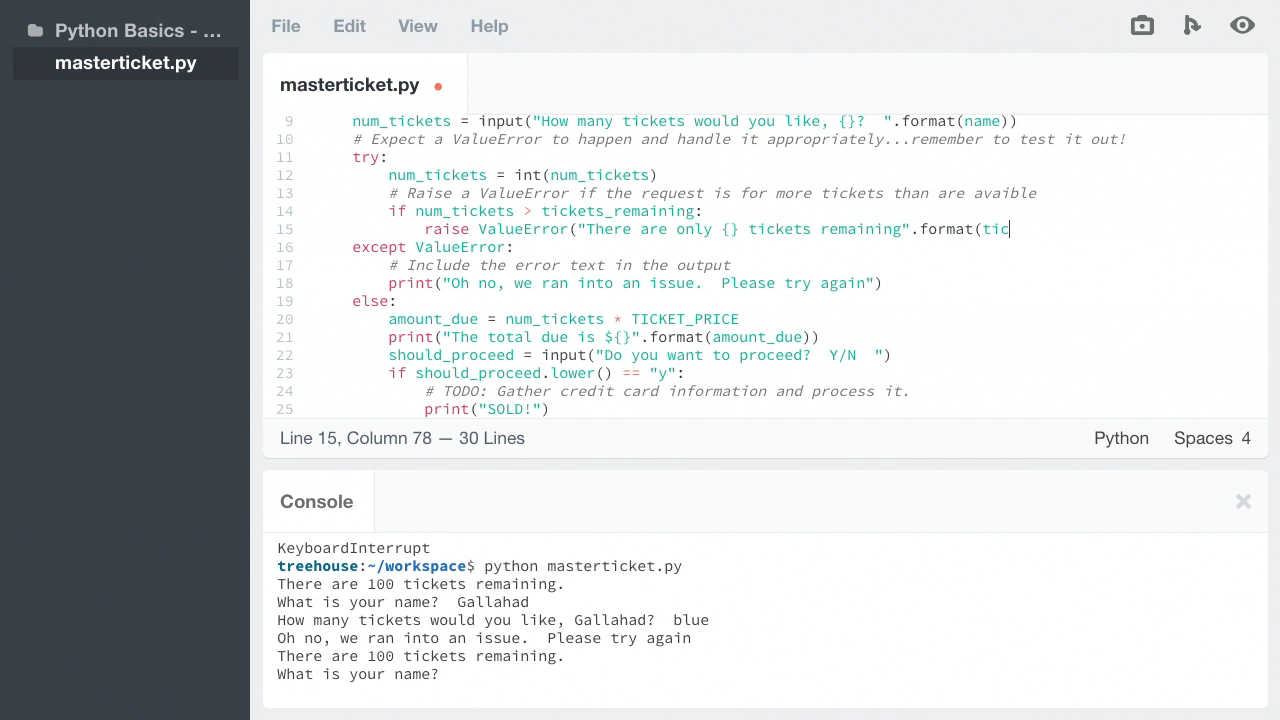 Python Basics - ...
masterticket.py
File Edit View Help
masterticket.py
9 num_tickets = input("How many tickets would you like, {}?  ".format(name))
10 # Expect a ValueError to happen and handle it appropriately...remember to test it out!
11 try:
12 num_tickets = int(num_tickets)
13 # Raise a ValueError if the request is for more tickets than are avaible
14 if num_tickets > tickets_remaining:
15 raise ValueError("There are only {} tickets remaining".format(tic
16 except ValueError:
17 # Include the error text in the output
18 print("Oh no, we ran into an issue.  Please try again")
19 else:
20 amount_due = num_tickets * TICKET_PRICE
21 print("The total due is ${}".format(amount_due))
22 should_proceed = input("Do you want to proceed?  Y/N  ")
23 if should_proceed.lower() == "y":
24 # TODO: Gather credit card information and process it.
25 print("SOLD!")
Line 15, Column 78 — 30 Lines Python Spaces 4
Console
KeyboardInterrupt
treehouse:~/workspace$ python masterticket.py
There are 100 tickets remaining.
What is your name?  Gallahad
How many tickets would you like, Gallahad?  blue
Oh no, we ran into an issue.  Please try again
There are 100 tickets remaining.
What is your name?